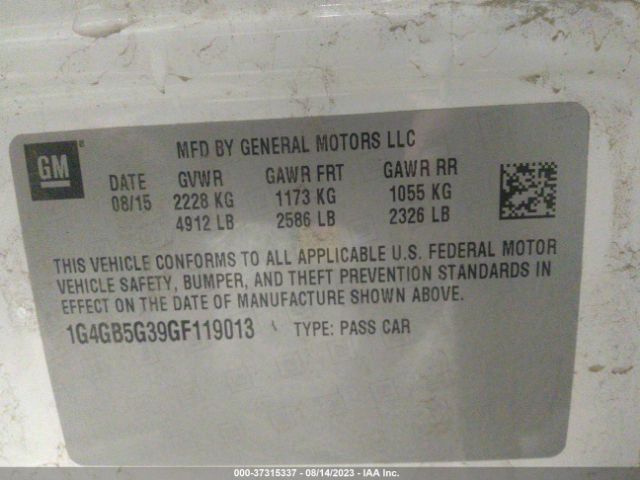 MFD BY GENERAL MOTORS LLC
GM
DATE GVWR GAWR FRT GAWR RR
08/15 2228 KG 1173 KG 1055 KG
4912 LB 2586 LB 2326 LB
THIS VEHICLE CONFORMS TO ALL APPLICABLE U.S. FEDERAL MOTOR
VEHICLE SAFETY, BUMPER, AND THEFT PREVENTION STANDARDS IN
EFFECT ON THE DATE OF MANUFACTURE SHOWN ABOVE.
1G4GB5G39GF119013 TYPE: PASS CAR
000-37315337 - 08/14/2023 - IAA Inc.